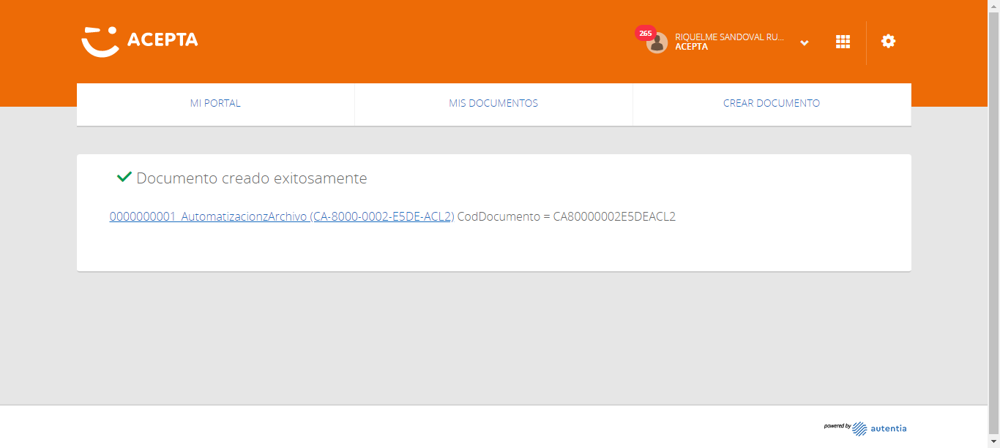 ACEPTA
265
RIQUELME SANDOVAL RU...
ACEPTA
MI PORTAL
MIS DOCUMENTOS
CREAR DOCUMENTO
Documento creado exitosamente
0000000001_AutomatizacionzArchivo (CA-8000-0002-E5DE-ACL2) CodDocumento = CA80000002E5DEACL2
powered by autentia